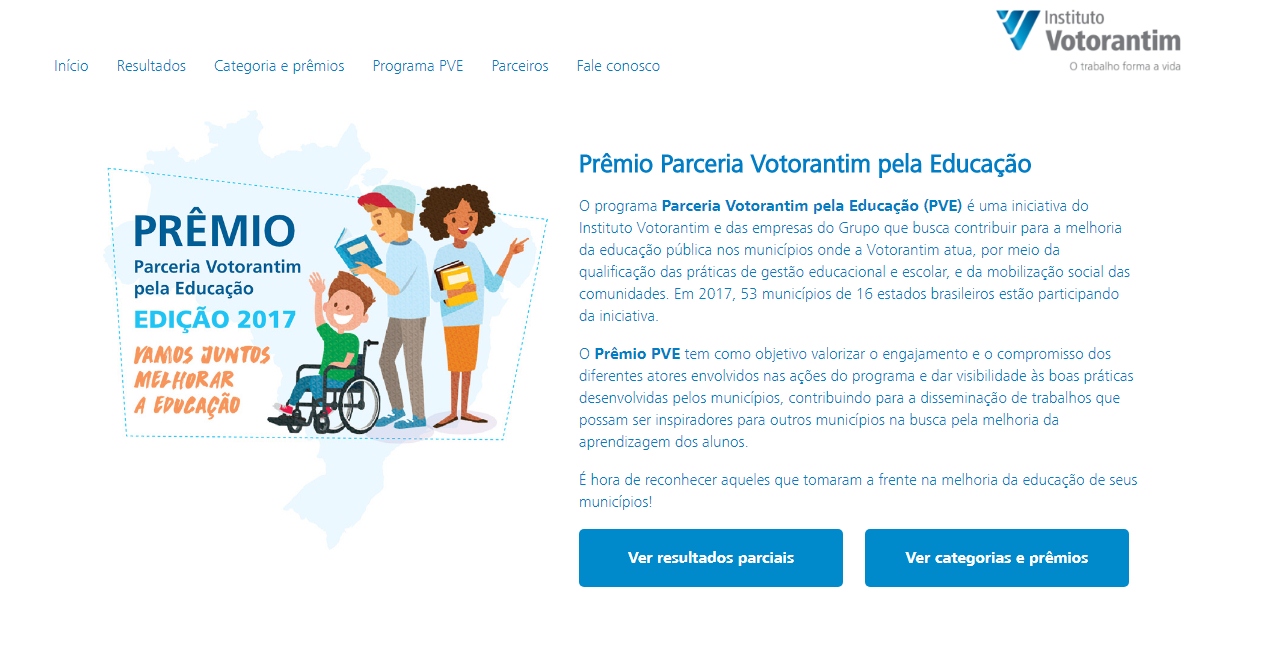 Instituto
Votorantim
O trabalho forma a vida
Início Resultados Categoria e prêmios Programa PVE Parceiros Fale conosco
PRÊMIO
Parceria Votorantim
pela Educação
EDIÇÃO 2017
VAMOS JUNTOS
MELHORAR
A EDUCAÇÃO
Prêmio Parceria Votorantim pela Educação
O programa Parceria Votorantim pela Educação (PVE) é uma iniciativa do
Instituto Votorantim e das empresas do Grupo que busca contribuir para a melhoria
da educação pública nos municípios onde a Votorantim atua, por meio da
qualificação das práticas de gestão educacional e escolar, e da mobilização social das
comunidades. Em 2017, 53 municípios de 16 estados brasileiros estão participando
da iniciativa.
O Prêmio PVE tem como objetivo valorizar o engajamento e o compromisso dos
diferentes atores envolvidos nas ações do programa e dar visibilidade às boas práticas
desenvolvidas pelos municípios, contribuindo para a disseminação de trabalhos que
possam ser inspiradores para outros municípios na busca pela melhoria da
aprendizagem dos alunos.
É hora de reconhecer aqueles que tomaram a frente na melhoria da educação de seus
municípios!
Ver resultados parciais Ver categorias e prêmios